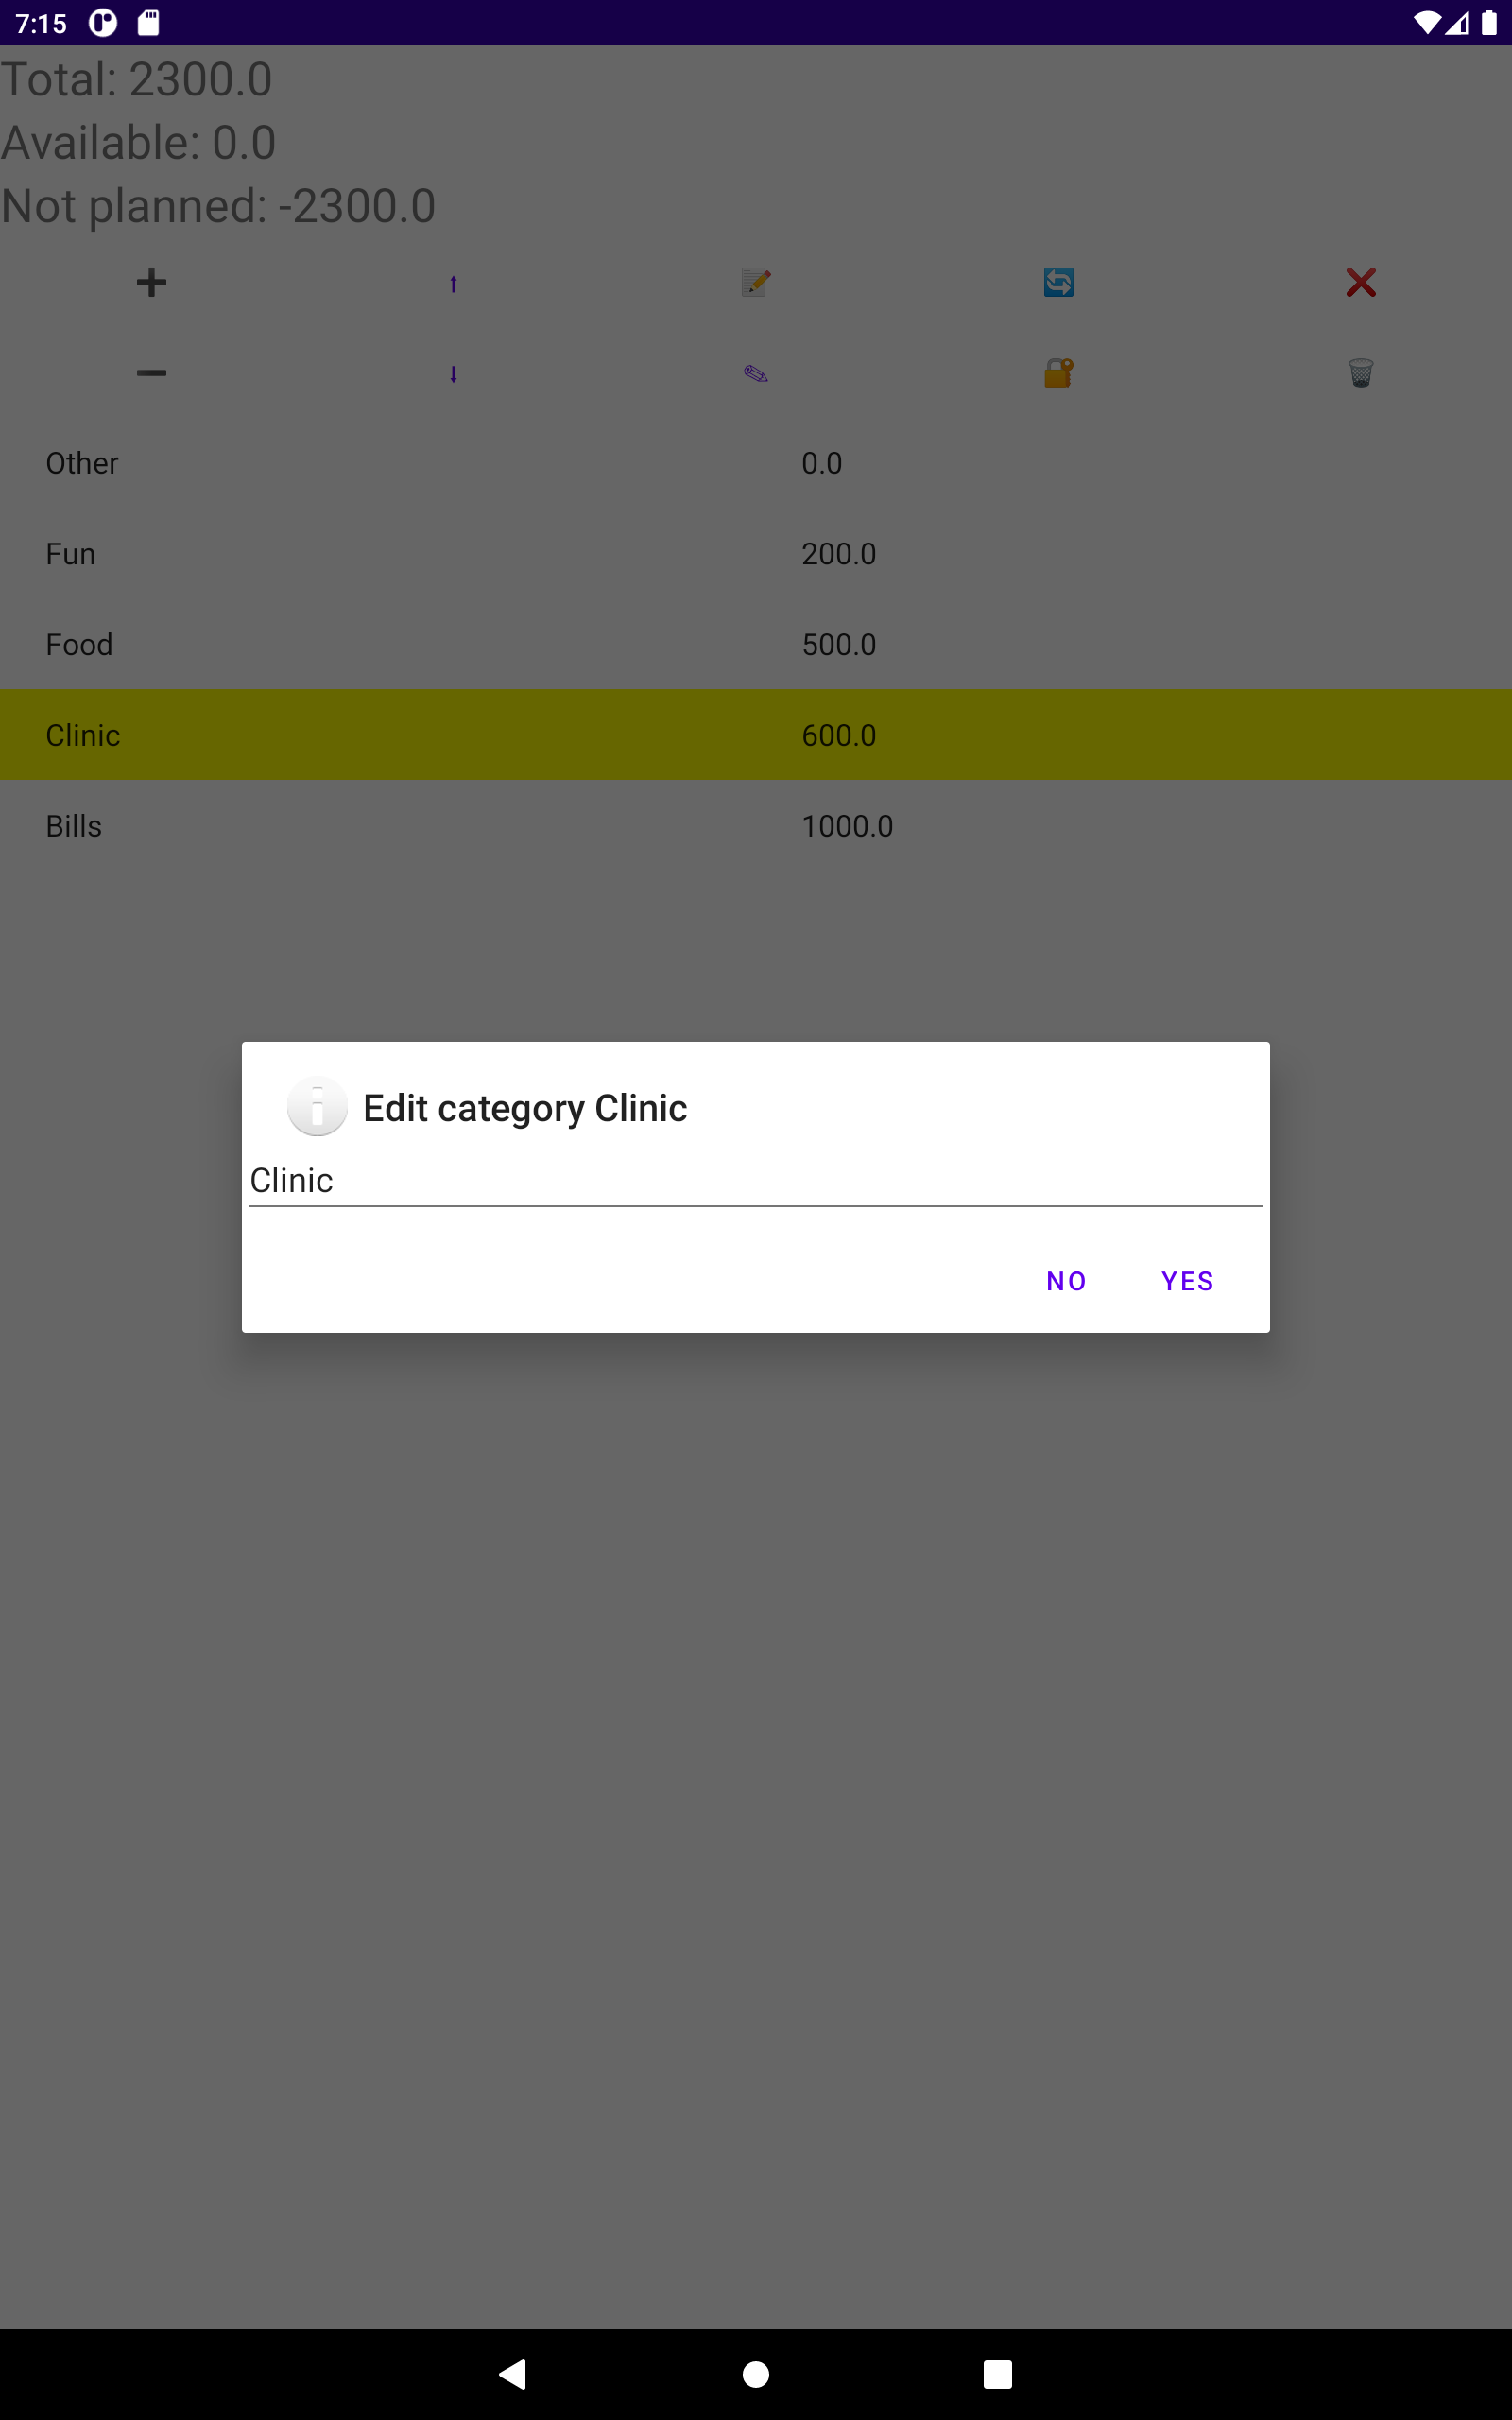 7:15
Total: 2300.0
Available: 0.0
Not planned: -2300.0
Other 0.0
Fun 200.0
Food 500.0
Clinic 600.0
Bills 1000.0
Edit category Clinic
Clinic
NO YES